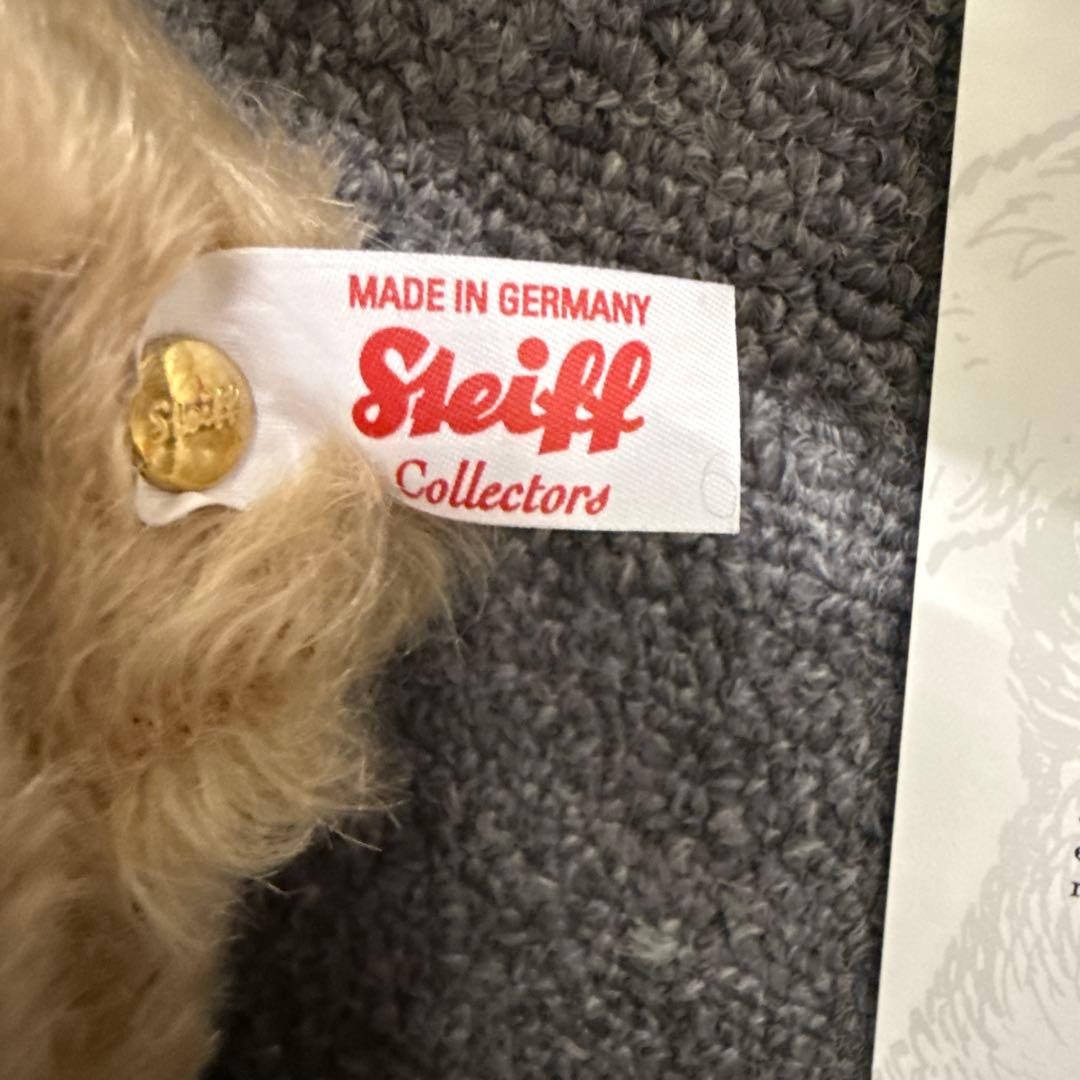 MADE IN GERMANY
Steiff
Steiff
Collectors